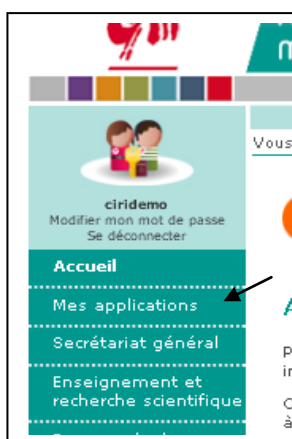 Vous
ciridemo
Modifier mon mot de passe
Se déconnecter
Accueil
Mes applications
Secrétariat général
Enseignement et
recherche scientifique